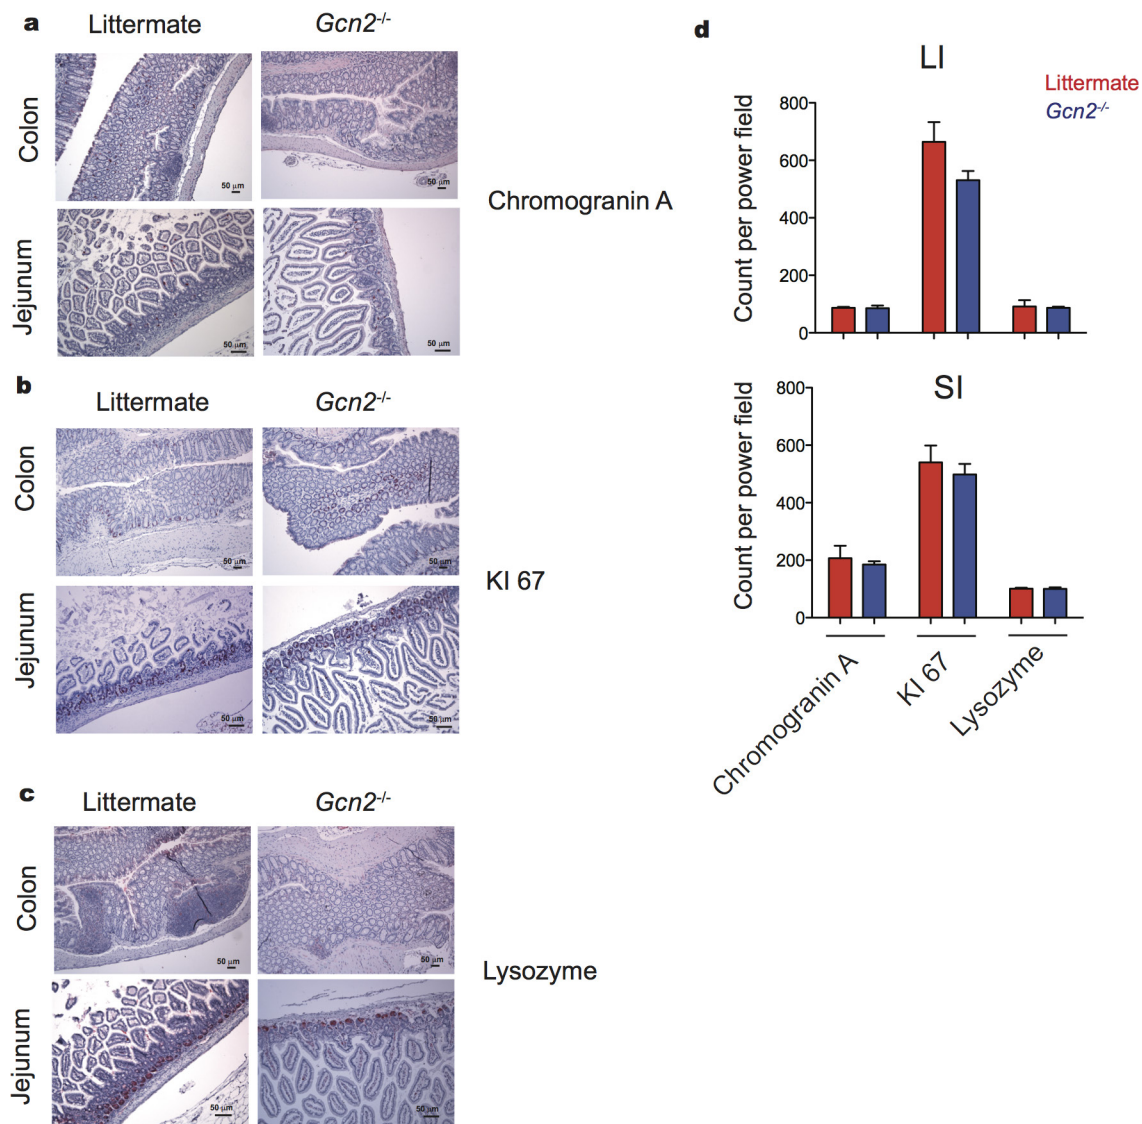 a
Littermate Gcn2-/-
Colon
50 μm 50 μm
Chromogranin A
Jejunum
50 μm 50 μm
b
Littermate Gcn2-/-
Colon
50 μm 50 μm
KI 67
Jejunum
50 μm 50 μm
c
Littermate Gcn2-/-
Colon
50 μm 50 μm
Lysozyme
Jejunum
50 μm 50 μm
d
LI
Littermate
Gcn2-/-
Count per power field
800
600
400
200
0
SI
Count per power field
800
600
400
200
0
Chromogranin A
KI 67
Lysozyme